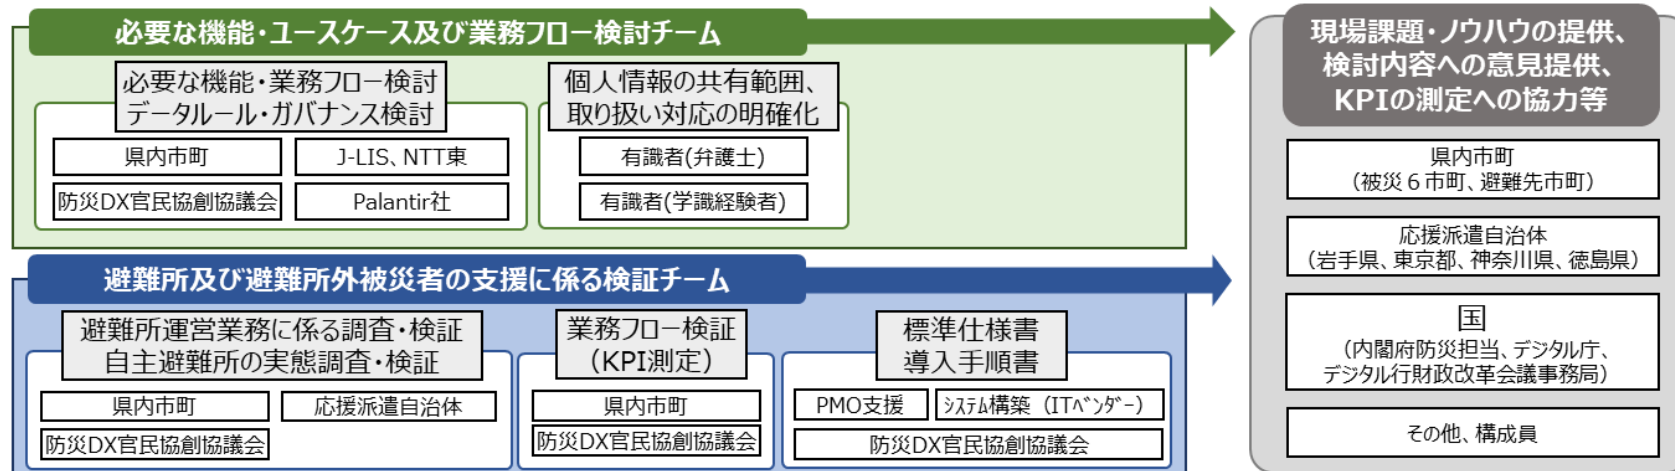 必要な機能・ユースケース及び業務フロー検討チーム
必要な機能・業務フロー検討
データルール・ガバナンス検討
県内市町
J-LIS、NTT東
防災DX官民協創協議会
Palantir社
個人情報の共有範囲、
取り扱い対応の明確化
有識者(弁護士)
有識者(学識経験者)
避難所及び避難所外被災者の支援に係る検証チーム
避難所運営業務に係る調査・検証
自主避難所の実態調査・検証
県内市町
応援派遣自治体
防災DX官民協創協議会
業務フロー検証
(KPI測定)
県内市町
防災DX官民協創協議会
標準仕様書
導入手順書
PMO支援
ｼｽﾃﾑ構築（ITﾍﾞﾝﾀﾞｰ）
防災DX官民協創協議会
現場課題・ノウハウの提供、
検討内容への意見提供、
KPIの測定への協力等
県内市町
（被災６市町、避難先市町）
応援派遣自治体
（岩手県、東京都、神奈川県、徳島県）
国
（内閣府防災担当、デジタル庁、
デジタル行財政改革会議事務局）
その他、構成員